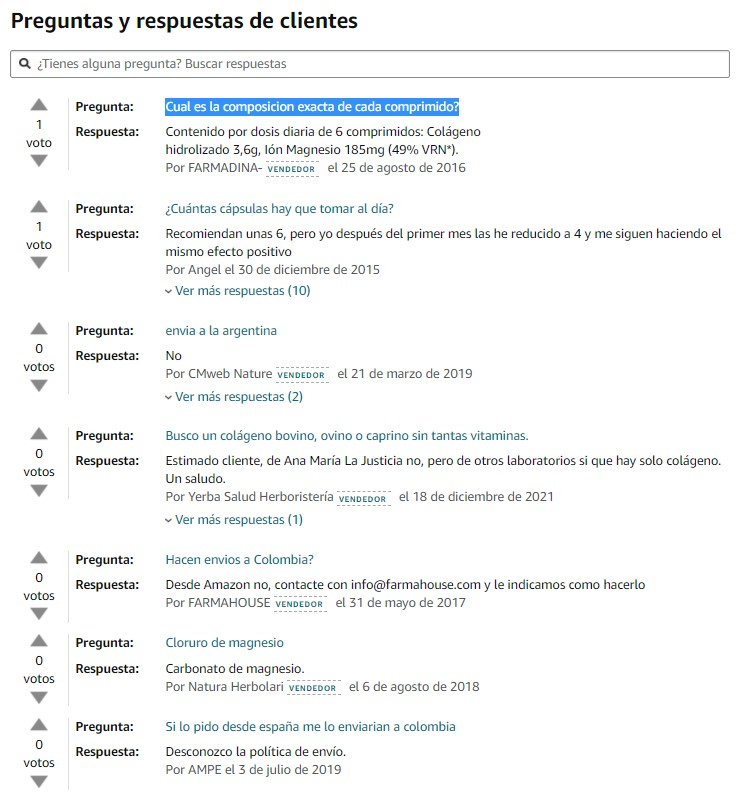 Preguntas y respuestas de clientes
¿Tienes alguna pregunta? Buscar respuestas
1
voto
Pregunta: Cual es la composicion exacta de cada comprimido?
Respuesta: Contenido por dosis diaria de 6 comprimidos: Colágeno
hidrolizado 3,6g, Ión Magnesio 185mg (49% VRN*).
Por FARMADINA- VENDEDOR el 25 de agosto de 2016
1
voto
Pregunta: ¿Cuántas cápsulas hay que tomar al día?
Respuesta: Recomiendan unas 6, pero yo después del primer mes las he reducido a 4 y me siguen haciendo el
mismo efecto positivo
Por Angel el 30 de diciembre de 2015
Ver más respuestas (10)
0
votos
Pregunta: envia a la argentina
Respuesta: No
Por CMweb Nature VENDEDOR el 21 de marzo de 2019
Ver más respuestas (2)
0
votos
Pregunta: Busco un colágeno bovino, ovino o caprino sin tantas vitaminas.
Respuesta: Estimado cliente, de Ana María La Justicia no, pero de otros laboratorios si que hay solo colágeno.
Un saludo.
Por Yerba Salud Herboristería VENDEDOR el 18 de diciembre de 2021
Ver más respuestas (1)
0
votos
Pregunta: Hacen envios a Colombia?
Respuesta: Desde Amazon no, contacte con info@farmahouse.com y le indicamos como hacerlo
Por FARMAHOUSE VENDEDOR el 31 de mayo de 2017
0
votos
Pregunta: Cloruro de magnesio
Respuesta: Carbonato de magnesio.
Por Natura Herbolari VENDEDOR el 6 de agosto de 2018
0
votos
Pregunta: Si lo pido desde españa me lo enviarian a colombia
Respuesta: Desconozco la política de envío.
Por AMPE el 3 de julio de 2019